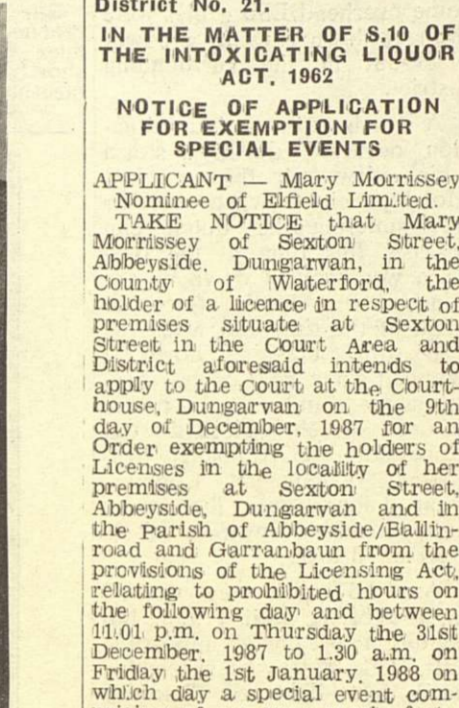 District No. 21.
IN THE MATTER OF S.10 OF
THE INTOXICATING LIQUOR
ACT, 1962
NOTICE OF APPLICATION
FOR EXEMPTION FOR
SPECIAL EVENTS
APPLICANT — Mary Morrissey
Nominee of Elfield Limited.
TAKE NOTICE that Mary
Morrissey of Sexton Street,
Abbeyside, Dungarvan, in the
County of Waterford, the
holder of a licence in respect of
premises situate at Sexton
Street in the Court Area and
District aforesaid intends to
apply to the Court at the Court-
house, Dungarvan on the 9th
day of December, 1987 for an
Order exempting the holders of
Licenses in the locality of her
premises at Sexton Street,
Abbeyside, Dungarvan and in
the Parish of Abbeyside/Ballin-
road and Garranbaun from the
provisions of the Licensing Act,
relating to prohibited hours on
the following day and between
11.01 p.m. on Thursday the 31st
December, 1987 to 1.30 a.m. on
Friday the 1st January, 1988 on
which day a special event com-